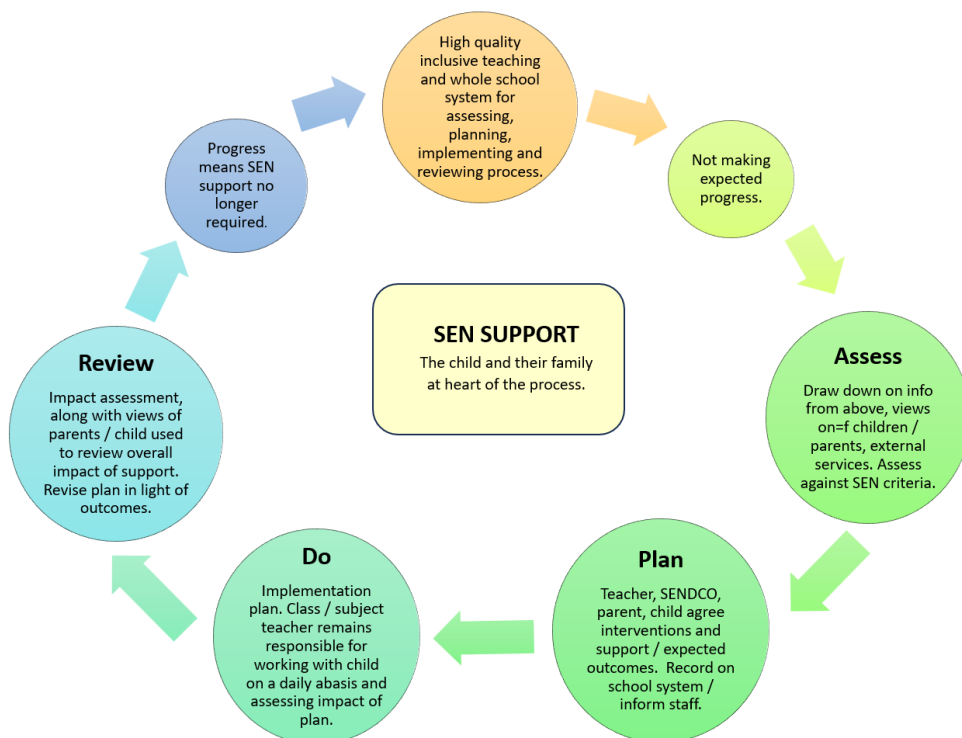 High quality
inclusive teaching
and whole school
system for
assessing,
planning,
implementing and
reviewing process.
Not making
expected
progress.
Assess
Draw down on info
from above, views
on=f children /
parents, external
services. Assess
against SEN criteria.
Plan
Teacher, SENDCO,
parent, child agree
interventions and
support / expected
outcomes.  Record on
school system /
inform staff.
Do
Implementation
plan. Class / subject
teacher remains
responsible for
working with child
on a daily abasis and
assessing impact of
plan.
Review
Impact assessment,
along with views of
parents / child used
to review overall
impact of support.
Revise plan in light of
outcomes.
Progress
means SEN
support no
longer
required.
SEN SUPPORT
The child and their family
at heart of the process.